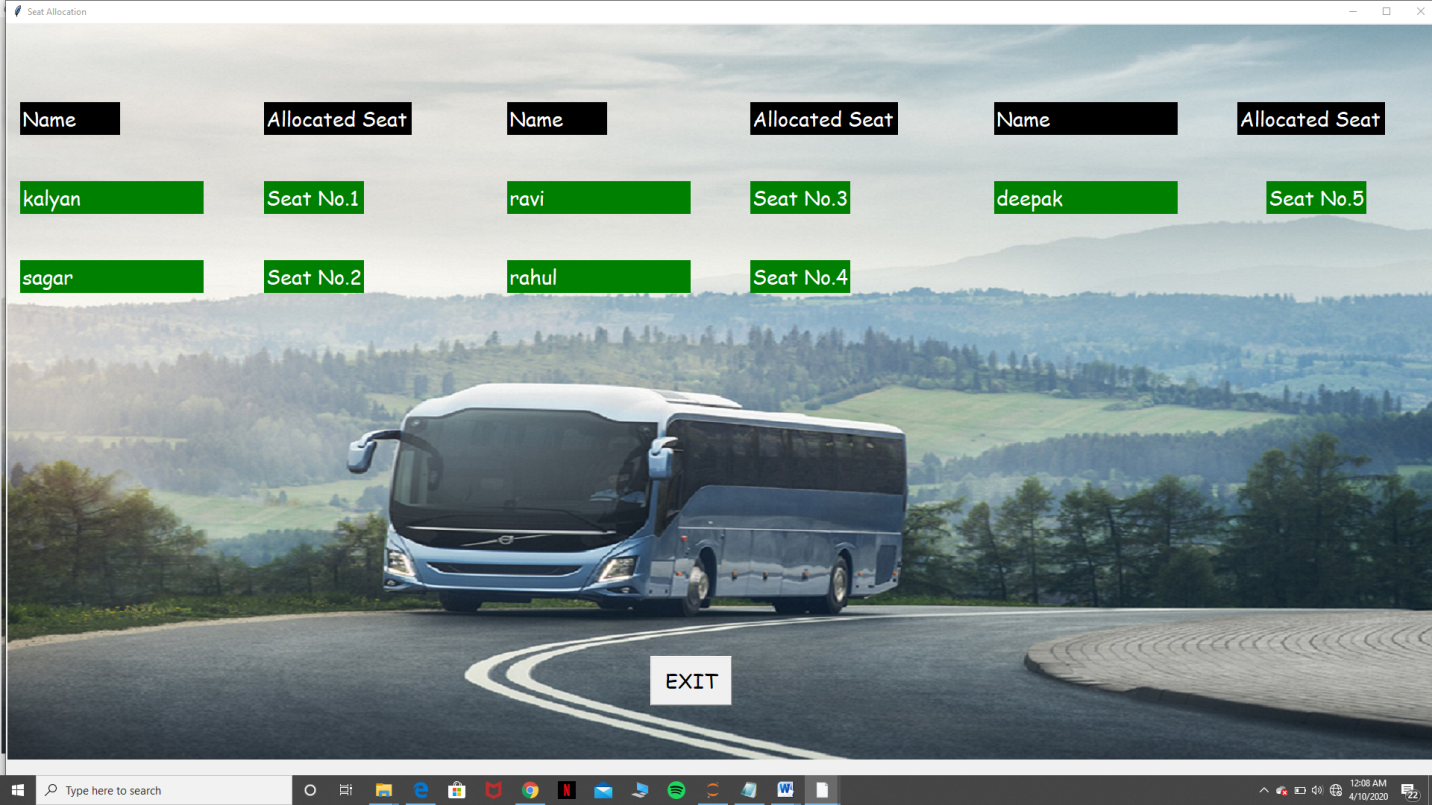 Seat Allocation
Name Allocated Seat Name Allocated Seat Name Allocated Seat
kalyan Seat No.1 ravi Seat No.3 deepak Seat No.5
sagar Seat No.2 rahul Seat No.4
EXIT
Type here to search
12:08 AM
4/10/2020
22